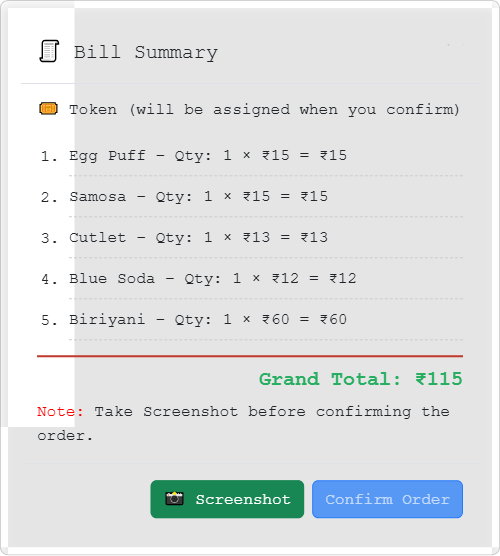 Bill Summary
Token (will be assigned when you confirm)
1. Egg Puff – Qty: 1 × ₹15 = ₹15
2. Samosa – Qty: 1 × ₹15 = ₹15
3. Cutlet – Qty: 1 × ₹13 = ₹13
4. Blue Soda – Qty: 1 × ₹12 = ₹12
5. Biriyani – Qty: 1 × ₹60 = ₹60
Grand Total: ₹115
Note: Take Screenshot before confirming the
order.
Screenshot
Confirm Order